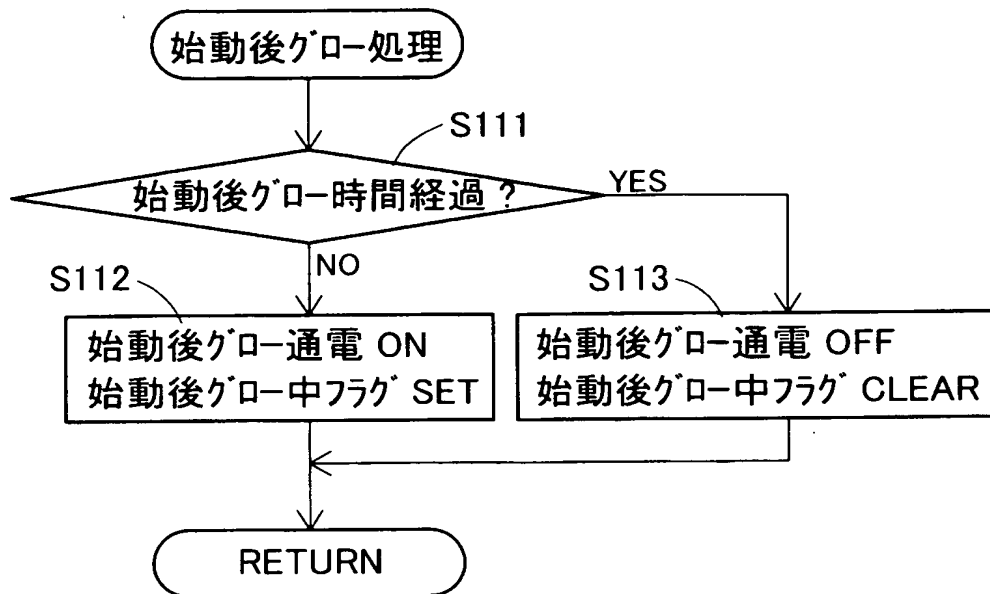 始動後グロー処理
S111
始動後グロー時間経過?
YES
NO
S112
始動後グロー通電 ON
始動後グロー中フラグ SET
S113
始動後グロー通電 OFF
始動後グロー中フラグ CLEAR
RETURN